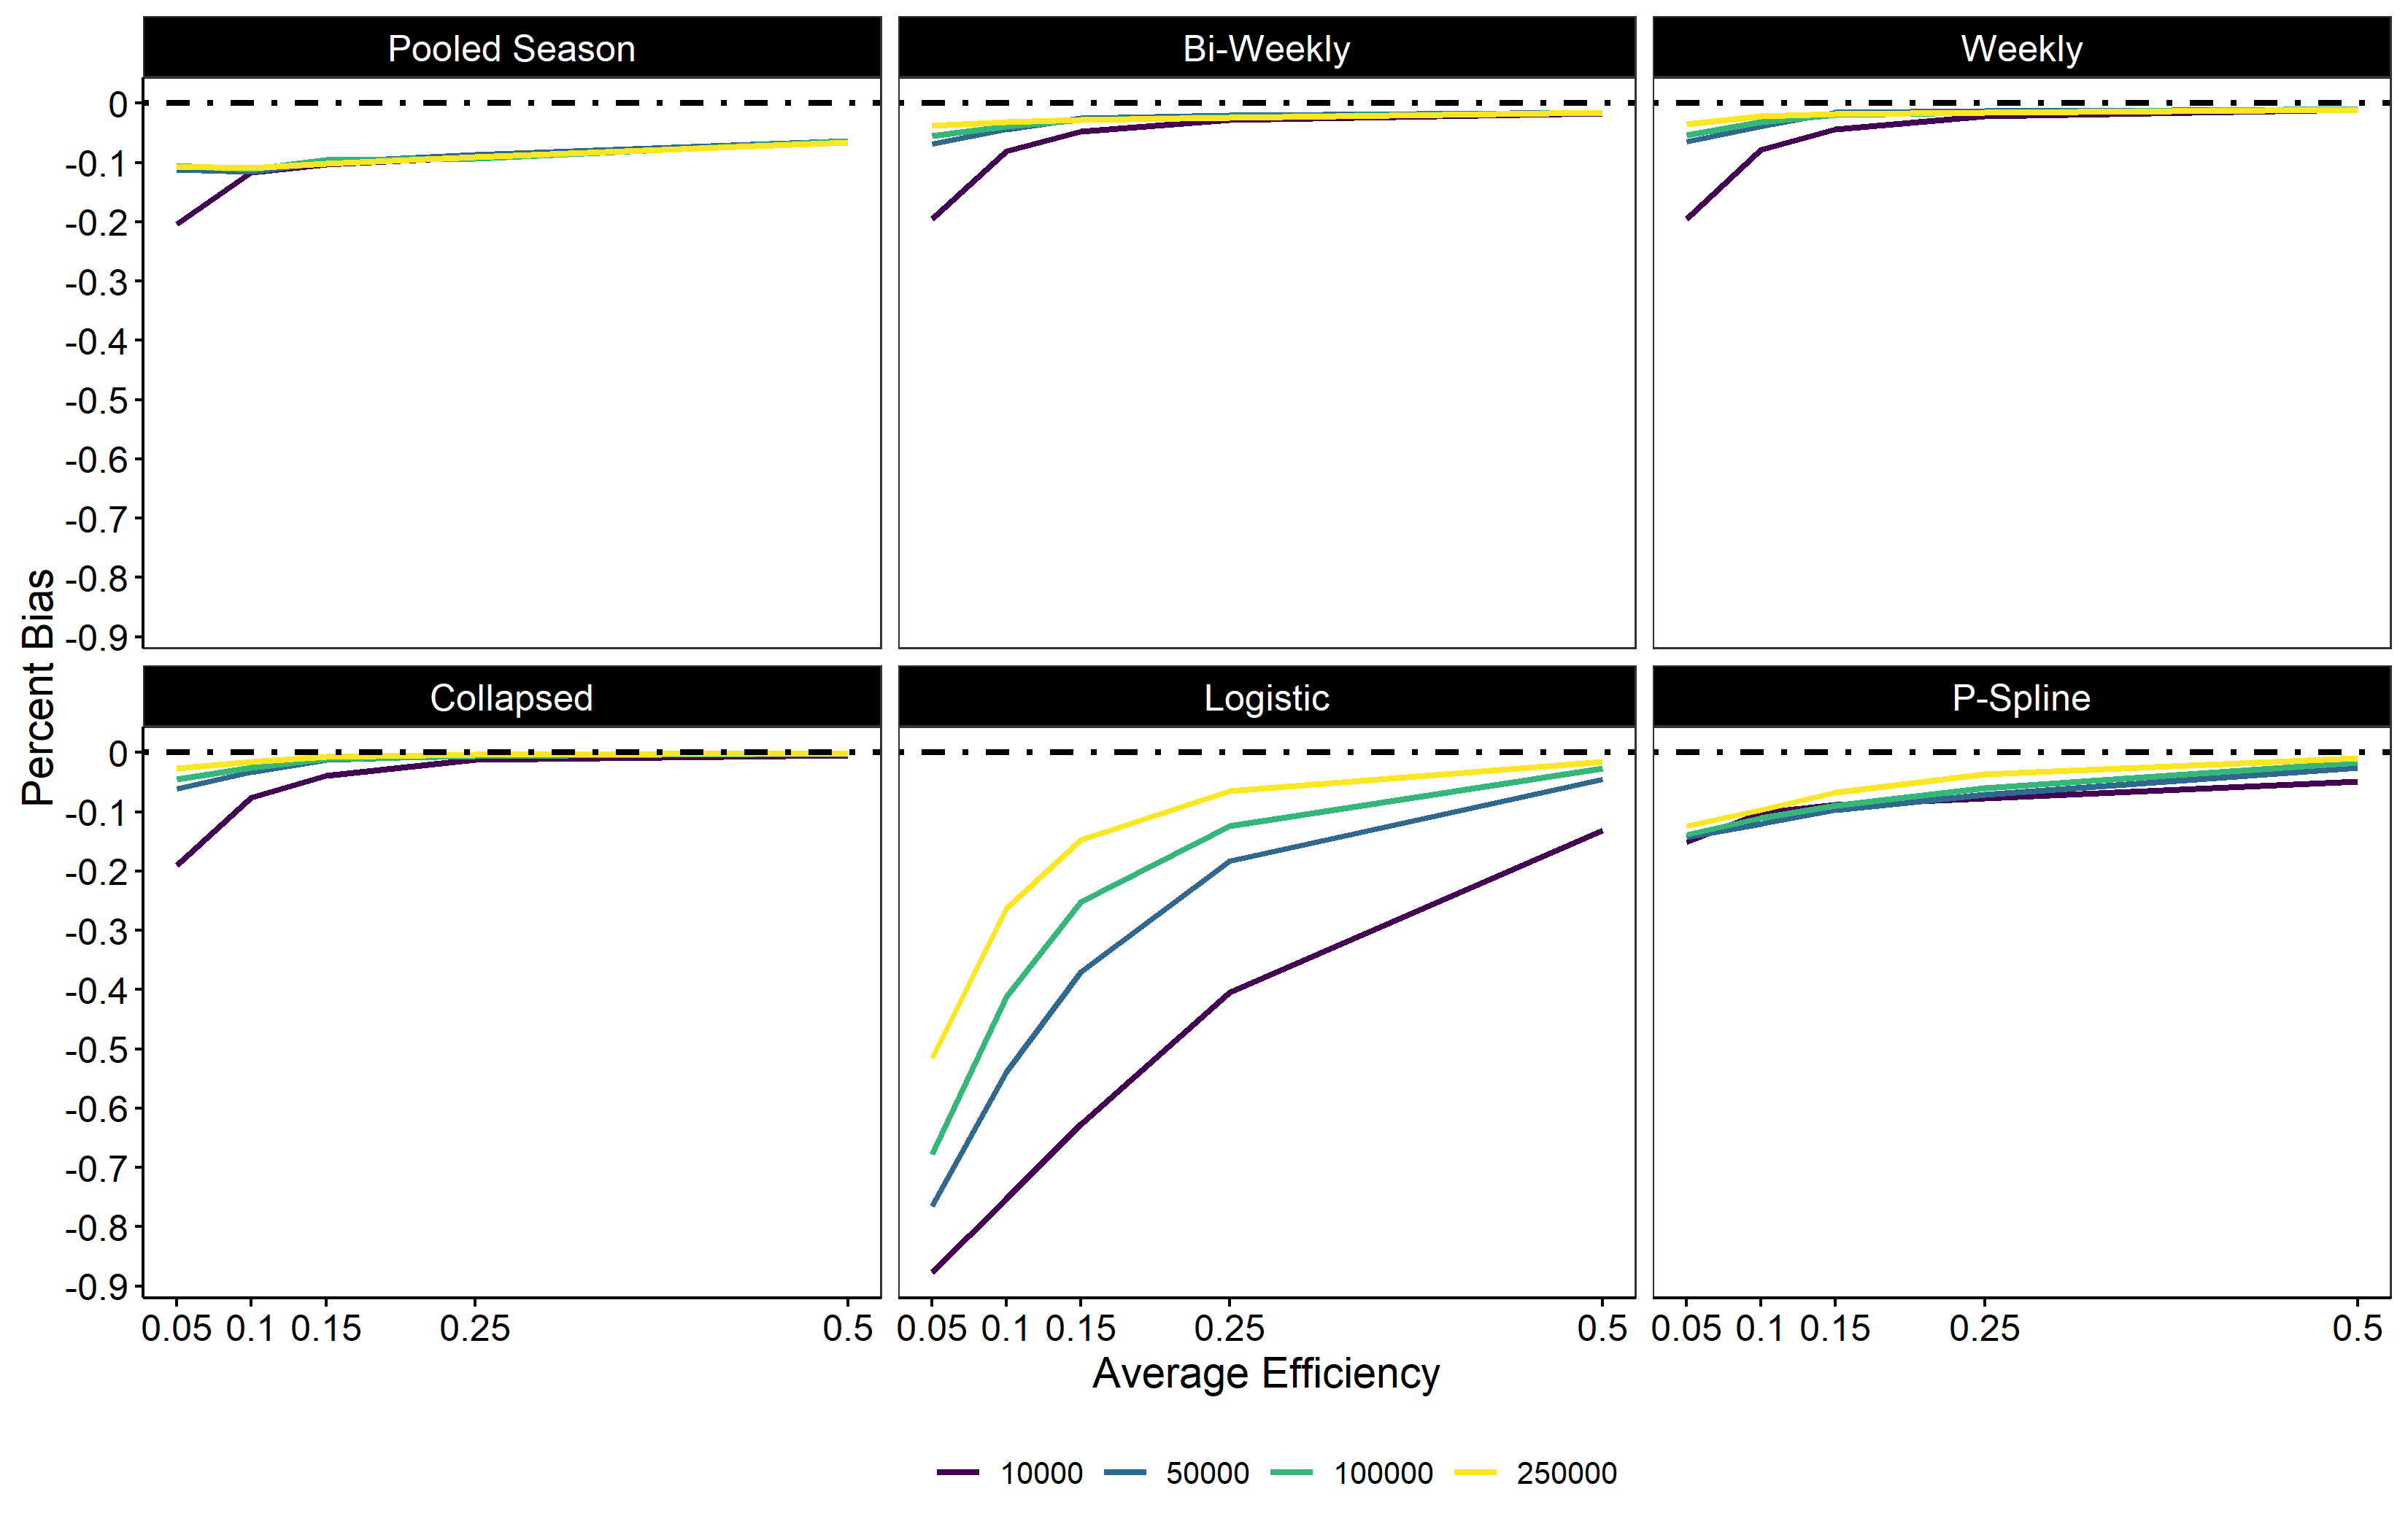 Pooled Season
Bi-Weekly
Weekly
0
-0.1
-0.2
-0.3
-0.4
-0.5
-0.6
-0.7
-0.8
-0.9
Percent Bias
Collapsed
Logistic
P-Spline
0
-0.1
-0.2
-0.3
-0.4
-0.5
-0.6
-0.7
-0.8
-0.9
0.05 0.1 0.15 0.25 0.5
0.05 0.1 0.15 0.25 0.5
0.05 0.1 0.15 0.25 0.5
Average Efficiency
10000 50000 100000 250000